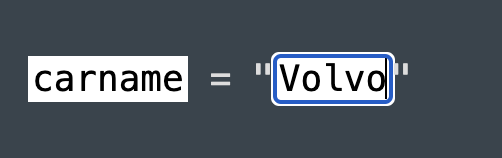 carname = "Volvo"